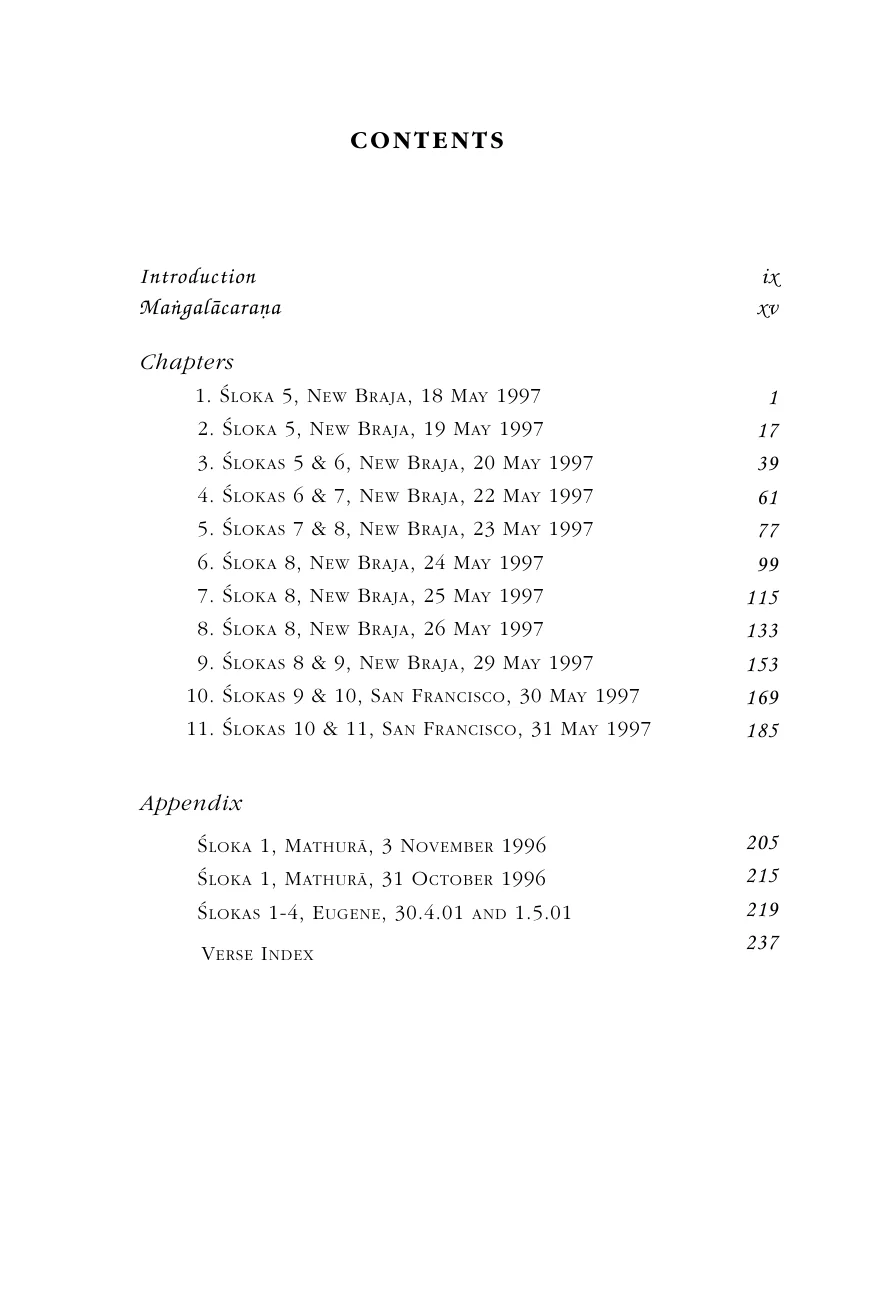 CONTENTS
Introduction ix
Maṅgalācaraṇa xv
Chapters
1. Śloka 5, New Braja, 18 May 1997 1
2. Śloka 5, New Braja, 19 May 1997 17
3. Ślokas 5 & 6, New Braja, 20 May 1997 39
4. Ślokas 6 & 7, New Braja, 22 May 1997 61
5. Ślokas 7 & 8, New Braja, 23 May 1997 77
6. Śloka 8, New Braja, 24 May 1997 99
7. Śloka 8, New Braja, 25 May 1997 115
8. Śloka 8, New Braja, 26 May 1997 133
9. Ślokas 8 & 9, New Braja, 29 May 1997 153
10. Ślokas 9 & 10, San Francisco, 30 May 1997 169
11. Ślokas 10 & 11, San Francisco, 31 May 1997 185
Appendix
Śloka 1, Mathurā, 3 November 1996 205
Śloka 1, Mathurā, 31 October 1996 215
Ślokas 1-4, Eugene, 30.4.01 and 1.5.01 219
Verse Index 237